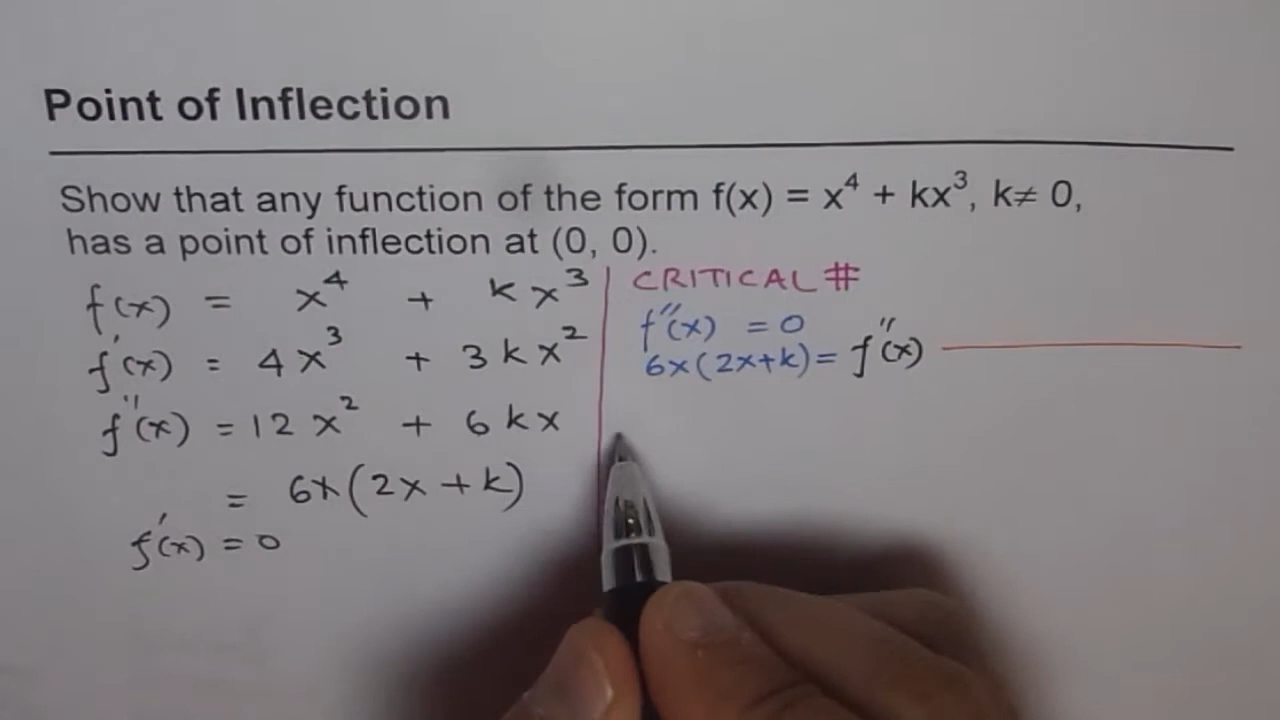 Point of Inflection
Show that any function of the form f(x) = x⁴ + kx³, k≠ 0,
has a point of inflection at (0, 0).
f(x) = x⁴ + kx³
f'(x) = 4x³ + 3kx²
f''(x) = 12x² + 6kx
= 6x(2x + k)
f'(x) = 0
CRITICAL #
f''(x) = 0
6x(2x+k) = f''(x)